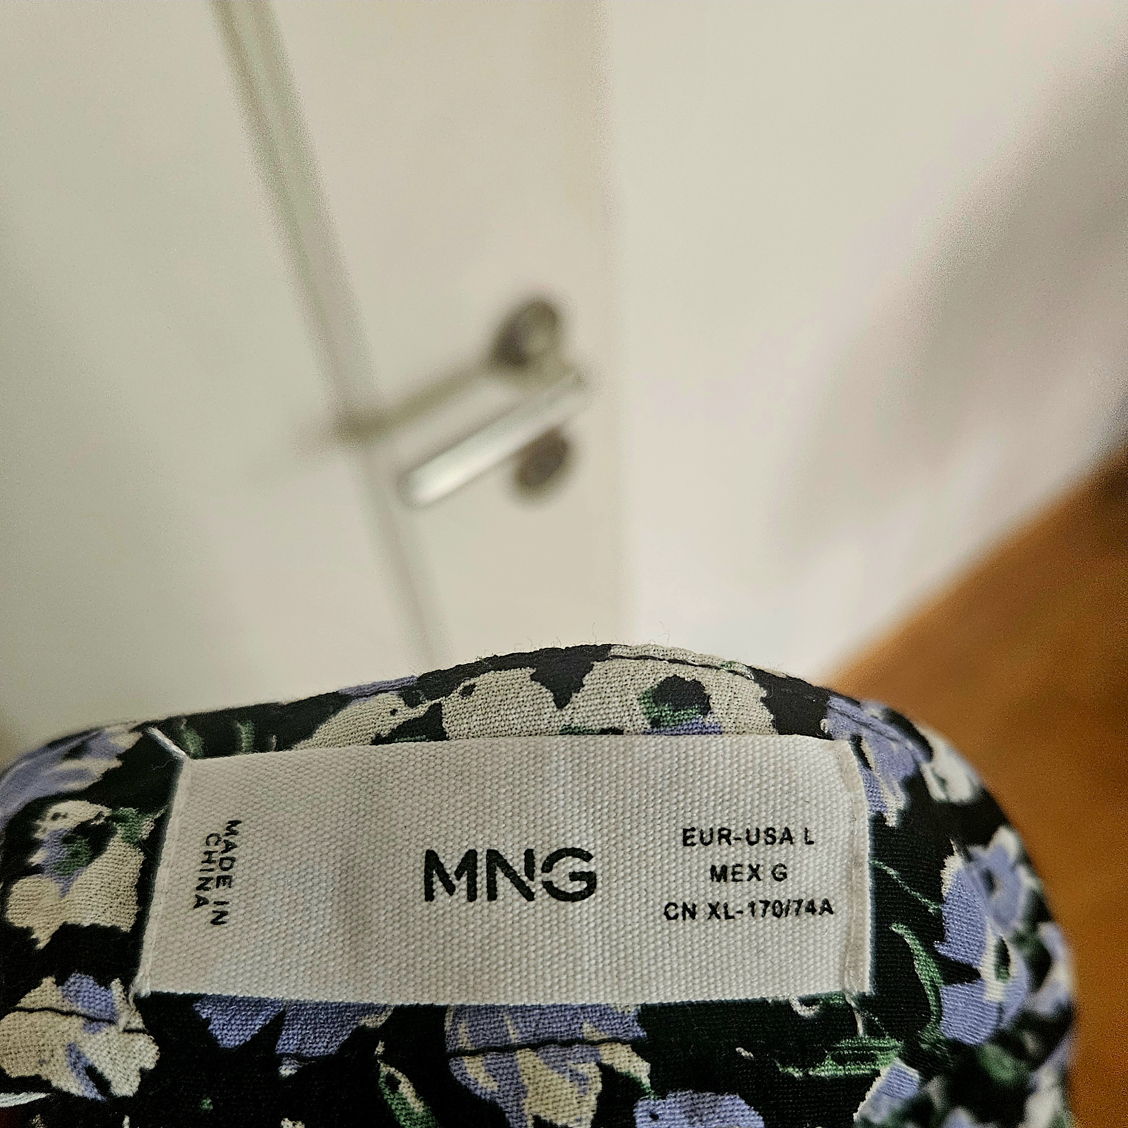 MADE IN
CHINA
MNG
EUR-USA L
MEX G
CN XL-170/74A